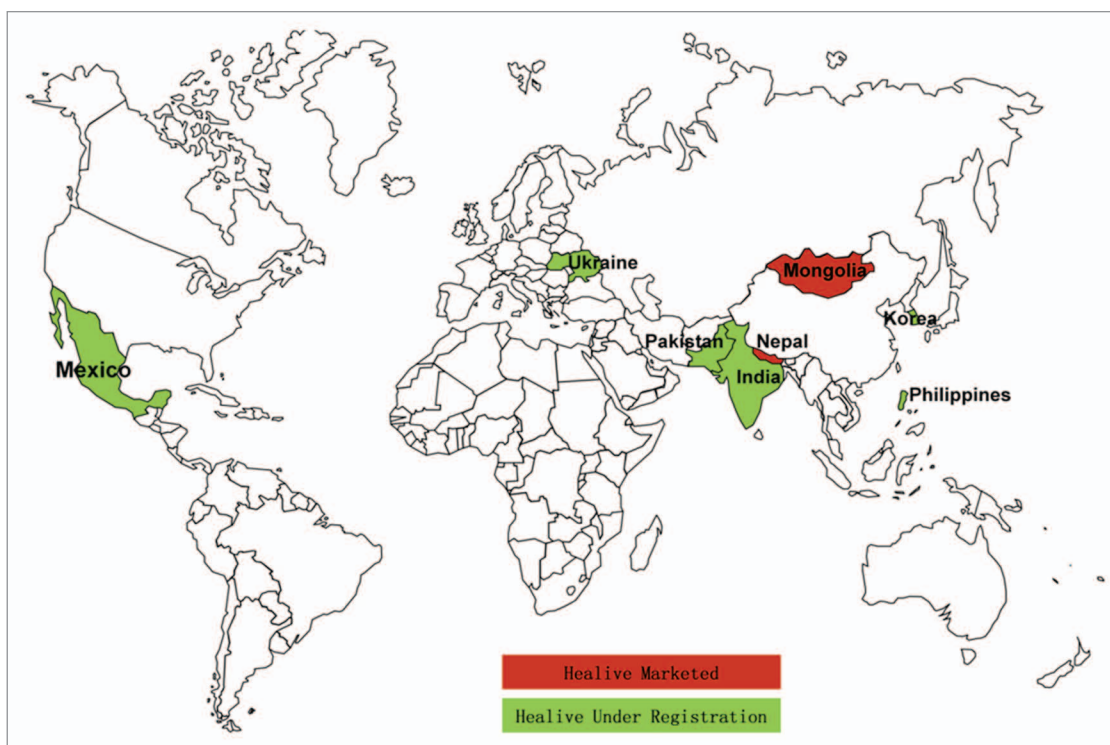 Ukraine
Mongolia
Korea
Pakistan
Nepal
Mexico
India
Philippines
Healive Marketed
Healive Under Registration